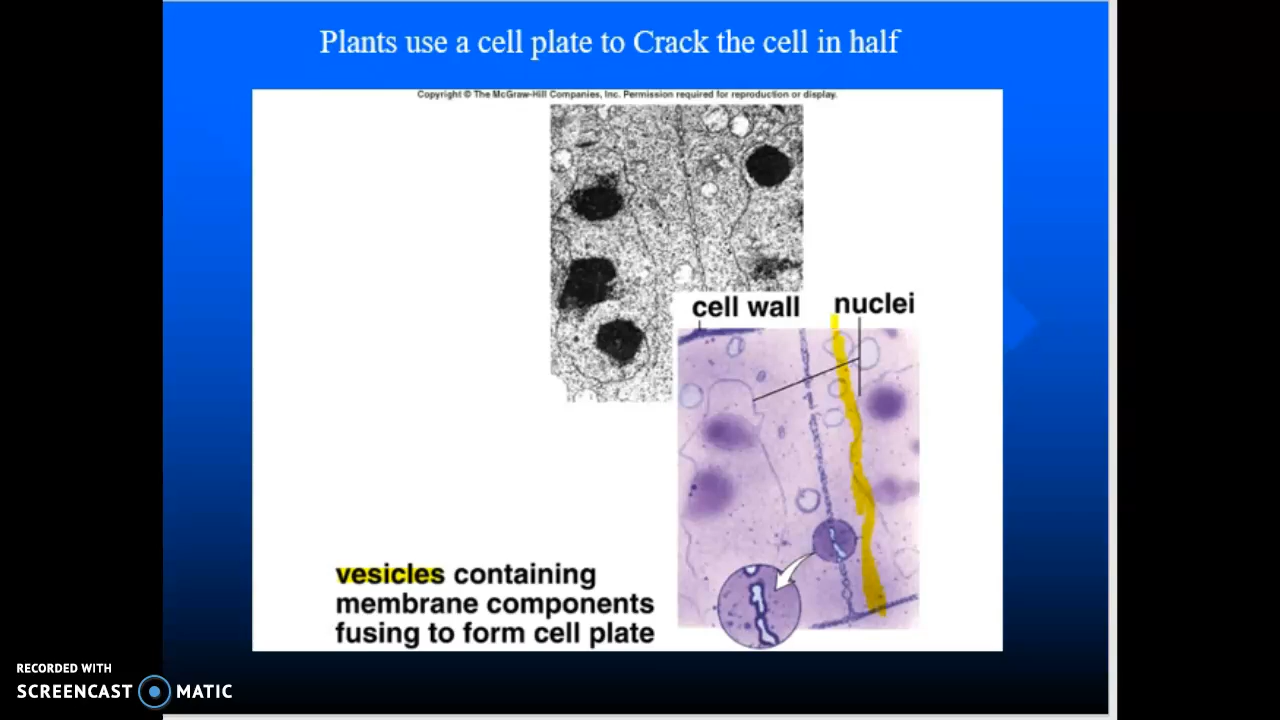 Plants use a cell plate to Crack the cell in half
Copyright © The McGraw-Hill Companies, Inc. Permission required for reproduction or display.
cell wall
nuclei
vesicles containing
membrane components
fusing to form cell plate
RECORDED WITH
SCREENCAST MATIC